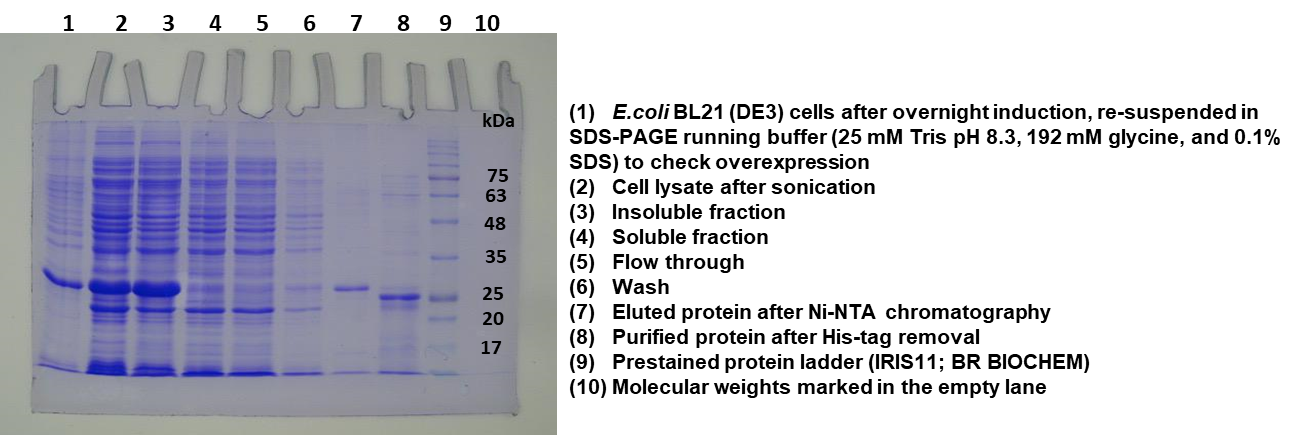 1 2 3 4 5 6 7 8 9 10
kDa
75
63
48
35
25
20
17
(1) E.coli BL21 (DE3) cells after overnight induction, re-suspended in
SDS-PAGE running buffer (25 mM Tris pH 8.3, 192 mM glycine, and 0.1%
SDS) to check overexpression
(2) Cell lysate after sonication
(3) Insoluble fraction
(4) Soluble fraction
(5) Flow through
(6) Wash
(7) Eluted protein after Ni-NTA chromatography
(8) Purified protein after His-tag removal
(9) Prestained protein ladder (IRIS11; BR BIOCHEM)
(10) Molecular weights marked in the empty lane